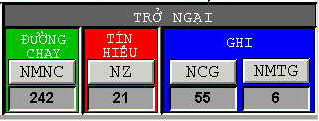 TRỞ NGẠI
ĐƯỜNG CHẠY
TÍN HIỆU
GHI
NMNC
NZ
NCG
NMTG
242
21
55
6